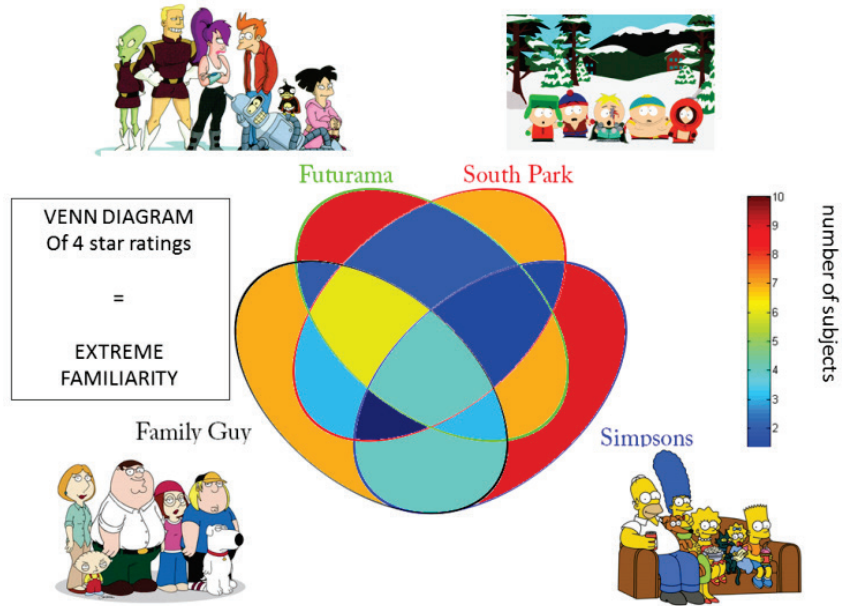 Futurama
South Park
VENN DIAGRAM
Of 4 star ratings
=
EXTREME
FAMILIARITY
10
9
8
7
6
5
4
3
2
number of subjects
Family Guy
Simpsons